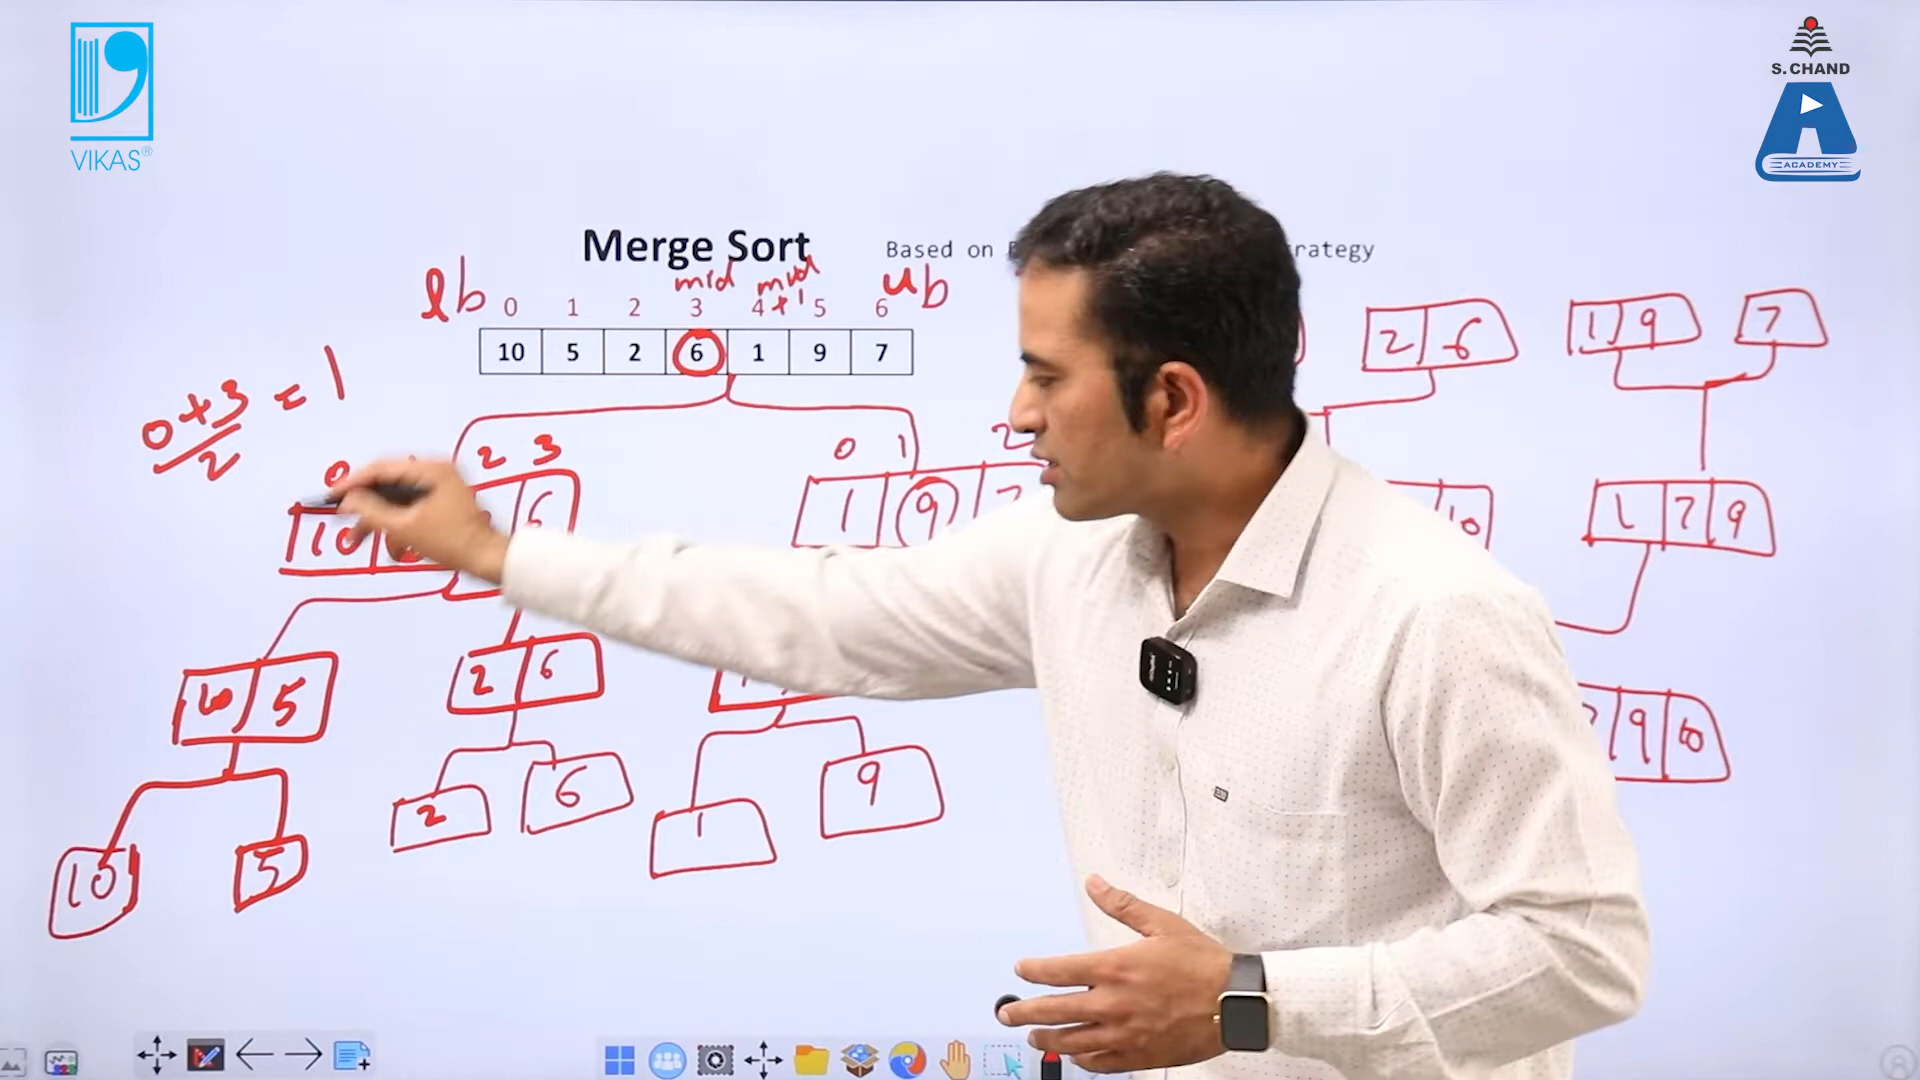 VIKAS®
S. CHAND
ACADEMY
Merge Sort
Based on
rategy
lb
mid
mid
+1
ub
0 1 2 3 4 5 6
10 5 2 6 1 9 7
0+3
2
= 1
0 2 3
10 6
0 1 2
1 9
10 5
2 6
10
5
2
6
1
9
2 6
1 9
7
10
1 7 9
9 10